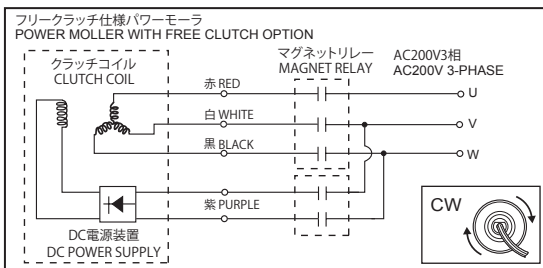 フリークラッチ仕様パワーモーラ
POWER MOLLER WITH FREE CLUTCH OPTION
クラッチコイル
CLUTCH COIL
マグネットリレー
MAGNET RELAY
AC200V3相
AC200V 3-PHASE
赤 RED
U
白 WHITE
V
黒 BLACK
W
紫 PURPLE
DC電源装置
DC POWER SUPPLY
CW